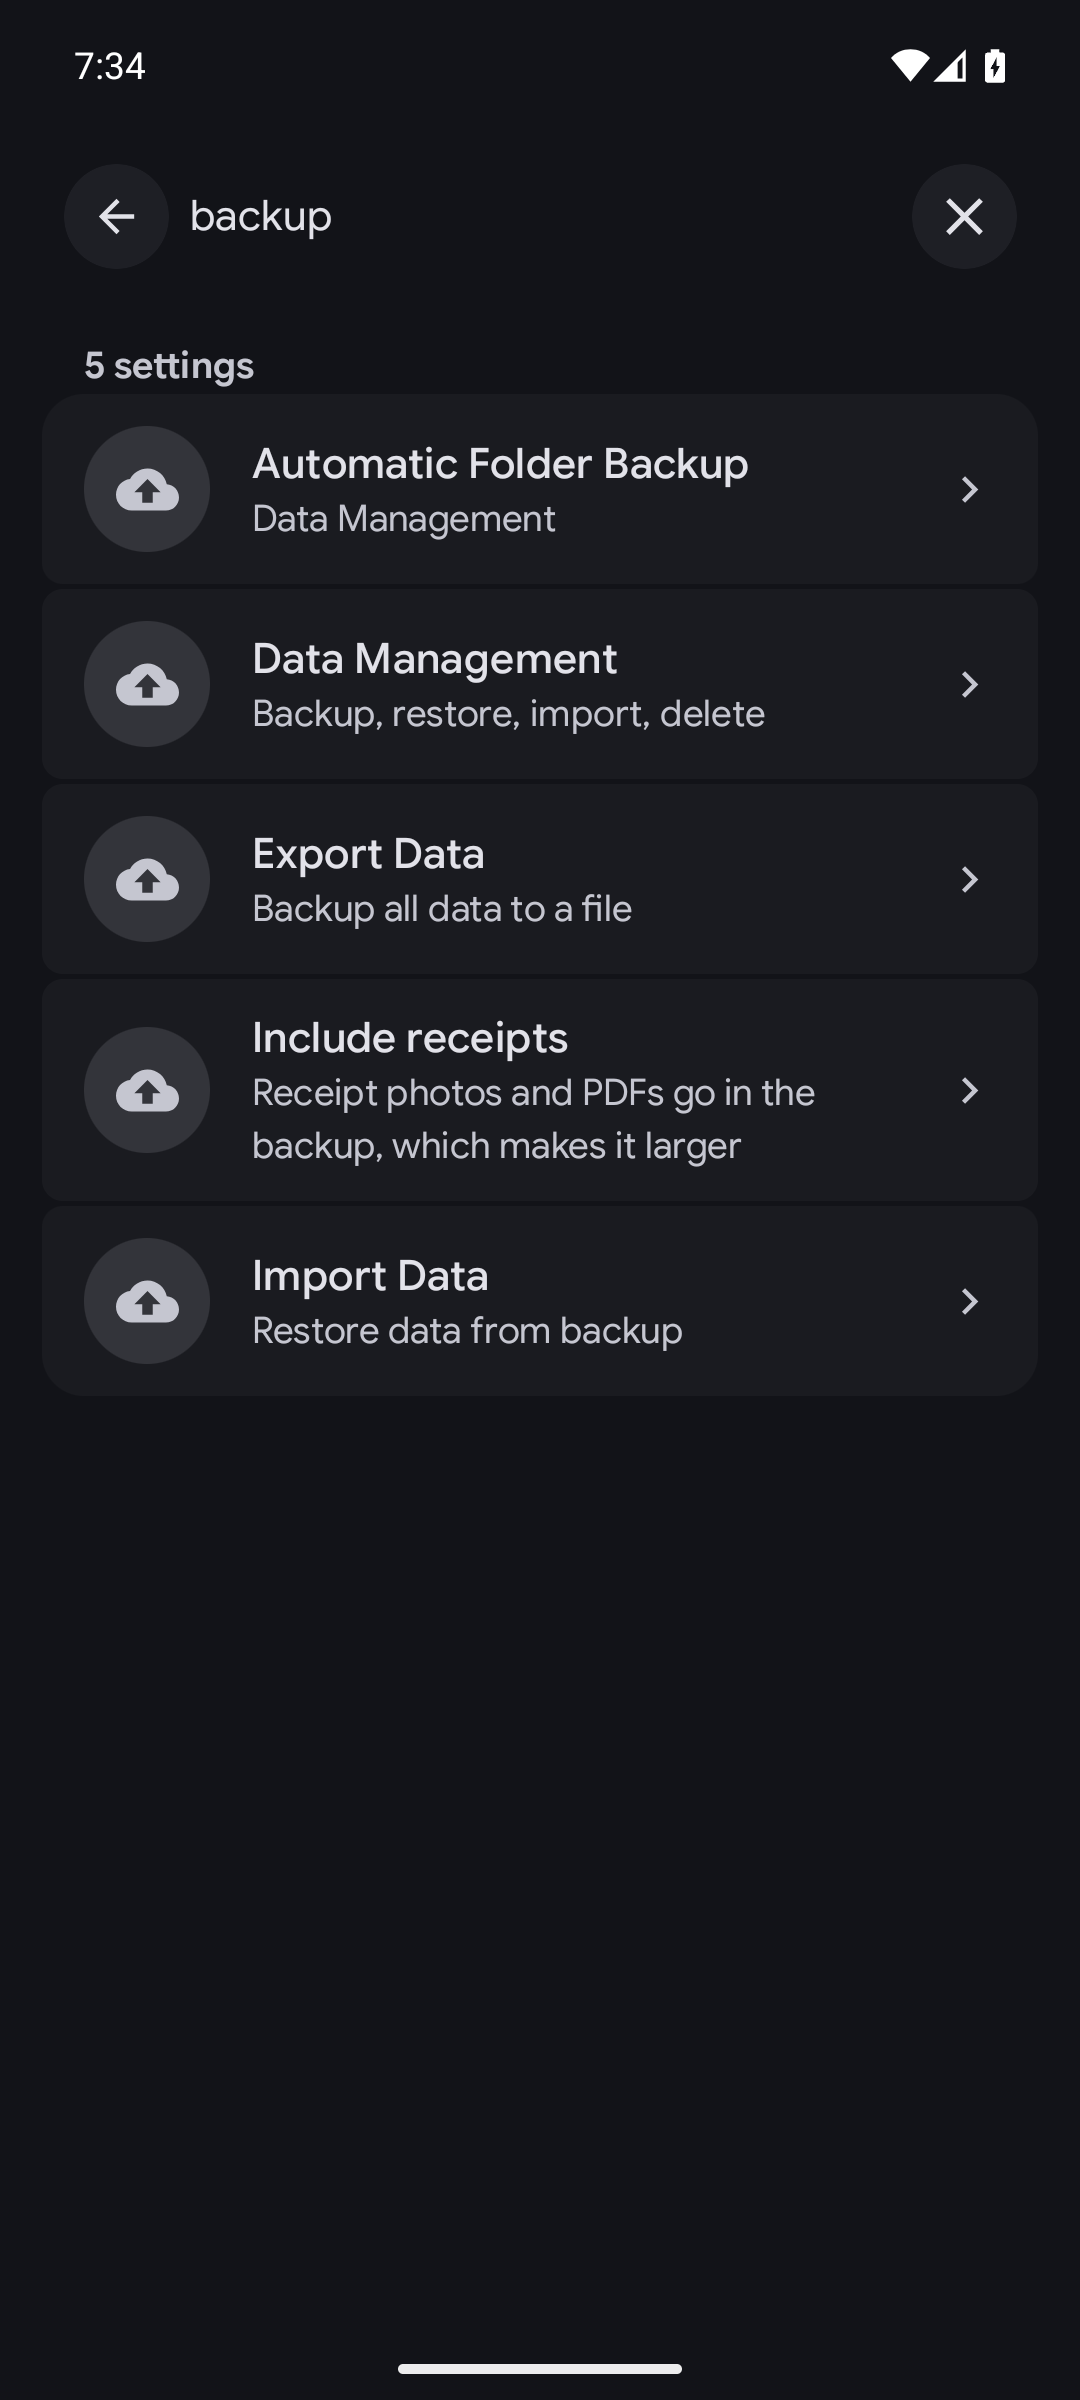 7:34
backup
5 settings
Automatic Folder Backup
Data Management
Data Management
Backup, restore, import, delete
Export Data
Backup all data to a file
Include receipts
Receipt photos and PDFs go in the
backup, which makes it larger
Import Data
Restore data from backup